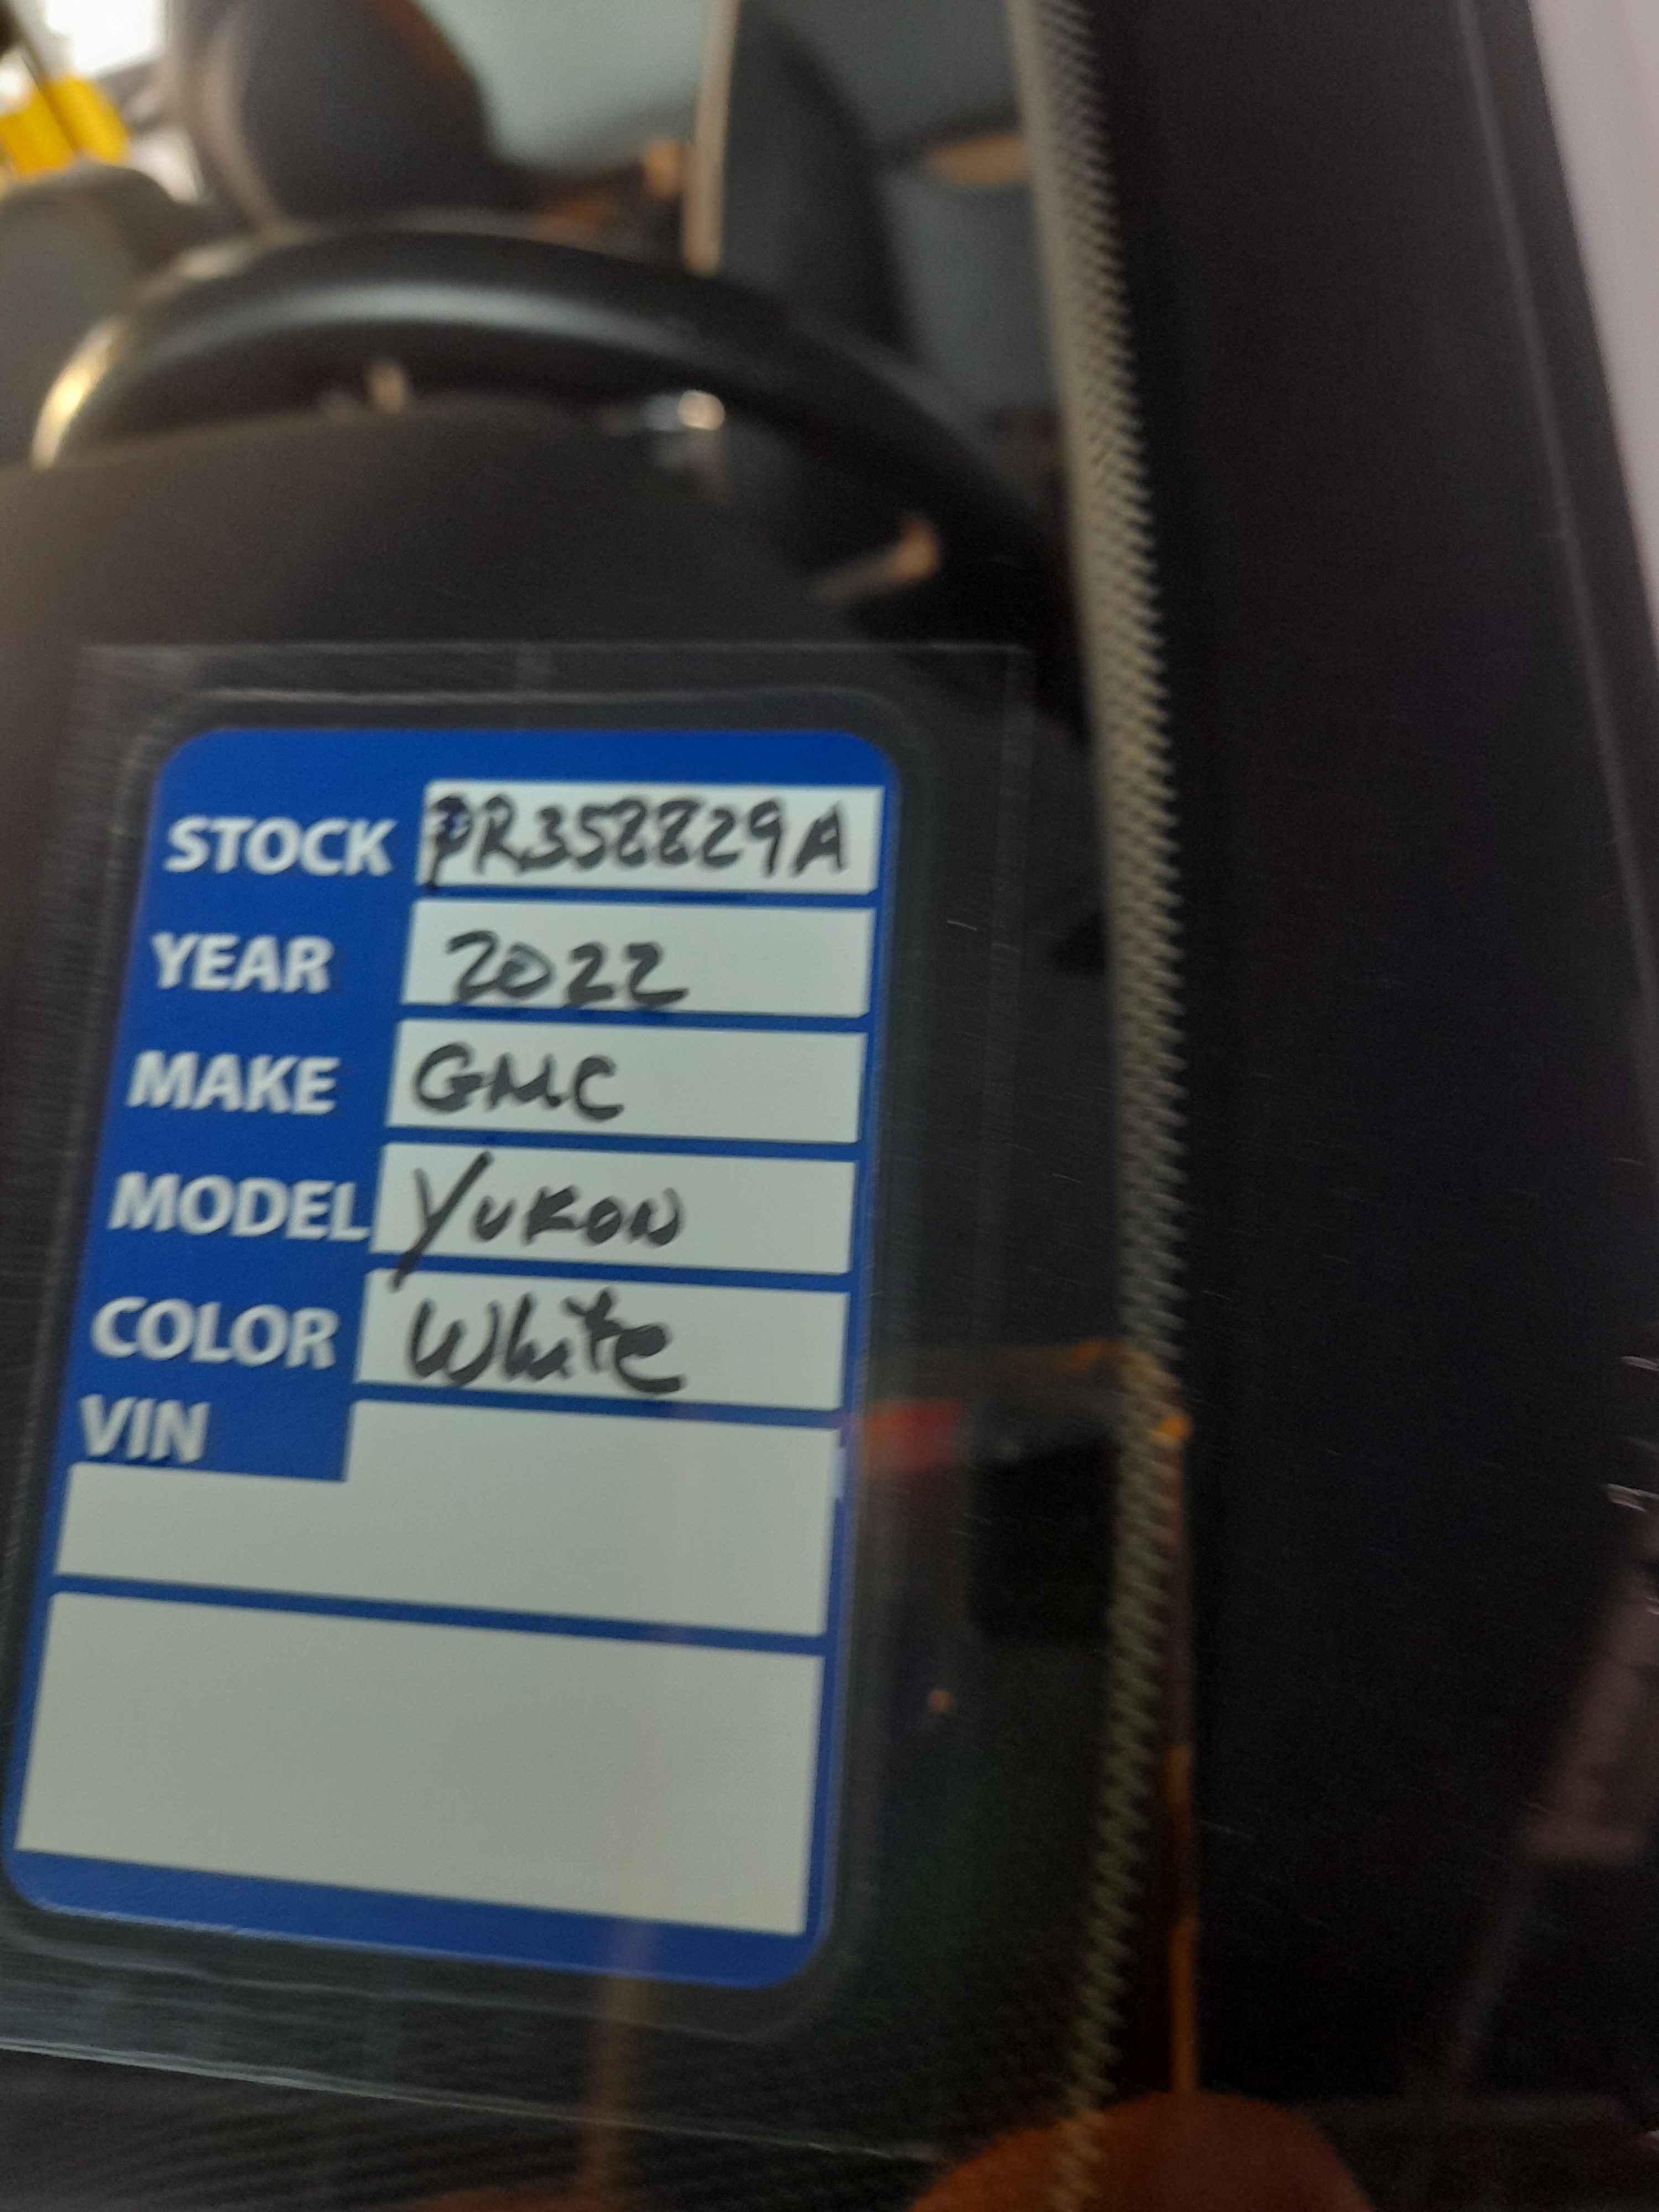 STOCK PR358829A
YEAR 2022
MAKE GMC
MODEL YUKON
COLOR White
VIN